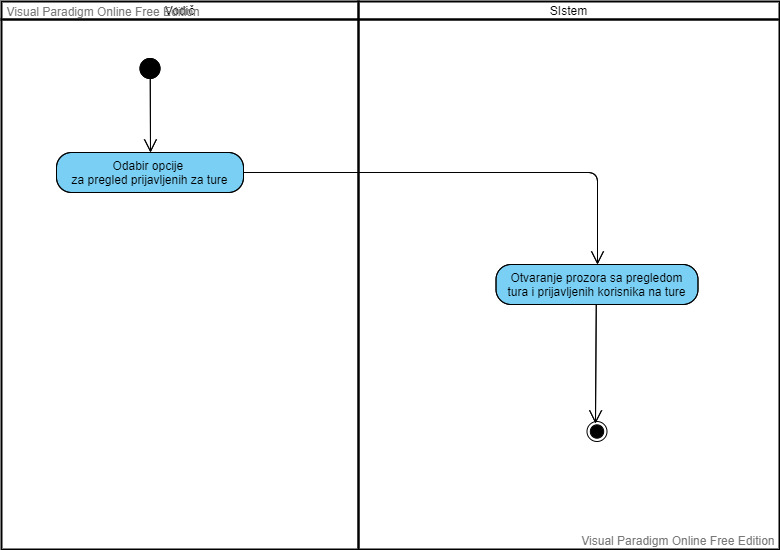 Visual Paradigm Online Free Edition
Vodič
SIstem
Odabir opcije
za pregled prijavljenih za ture
Otvaranje prozora sa pregledom
tura i prijavljenih korisnika na ture
Visual Paradigm Online Free Edition